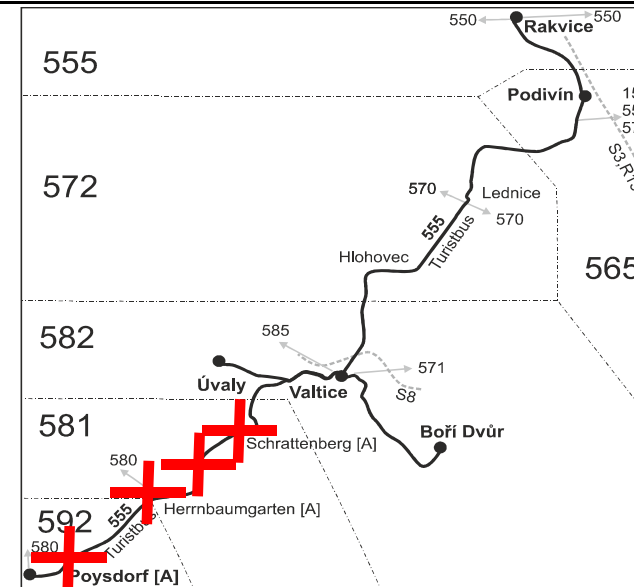 550
550
Rakvice
555
Podivín
15
55
57
S3,R13
572
570
Lednice
570
555
Turistbus
Hlohovec
565
582
585
571
Úvaly
Valtice
S8
581
Boří Dvůr
Schrattenberg [A]
580
Herrnbaumgarten [A]
592
555
Turistbus
580
Poysdorf [A]